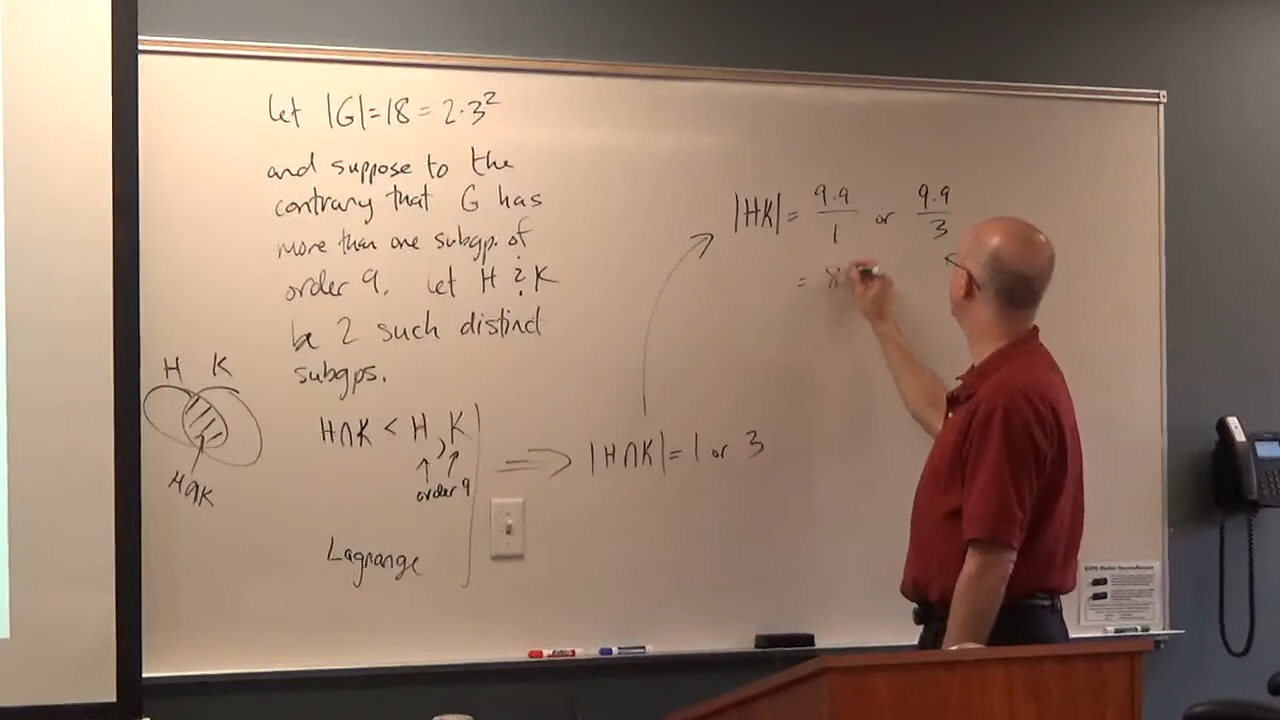 Let |G|=18=2·3²
and suppose to the
contrary that G has
more than one subgp. of
order 9. Let H & K
be 2 such distinct
subgps.
H K
H∩K
H∩K < H, K
↑ ↑
order 9
Lagrange
⇒ |H∩K|= 1 or 3
|HK| = 9·9/1 or 9·9/3
=